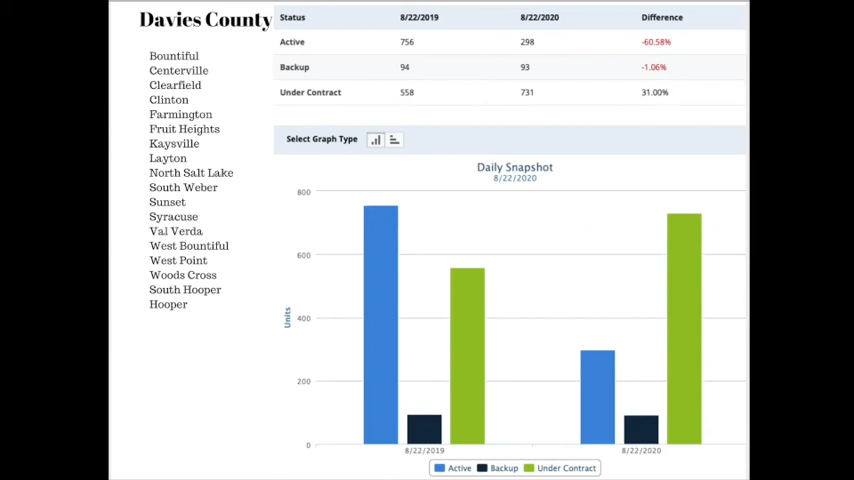 Davies County
Bountiful
Centerville
Clearfield
Clinton
Farmington
Fruit Heights
Kaysville
Layton
North Salt Lake
South Weber
Sunset
Syracuse
Val Verda
West Bountiful
West Point
Woods Cross
South Hooper
Hooper
Status 8/22/2019 8/22/2020 Difference
Active 756 298 -60.58%
Backup 94 93 -1.06%
Under Contract 558 731 31.00%
Select Graph Type
Daily Snapshot
8/22/2020
800
600
400
200
0
Units
8/22/2019 8/22/2020
Active Backup Under Contract